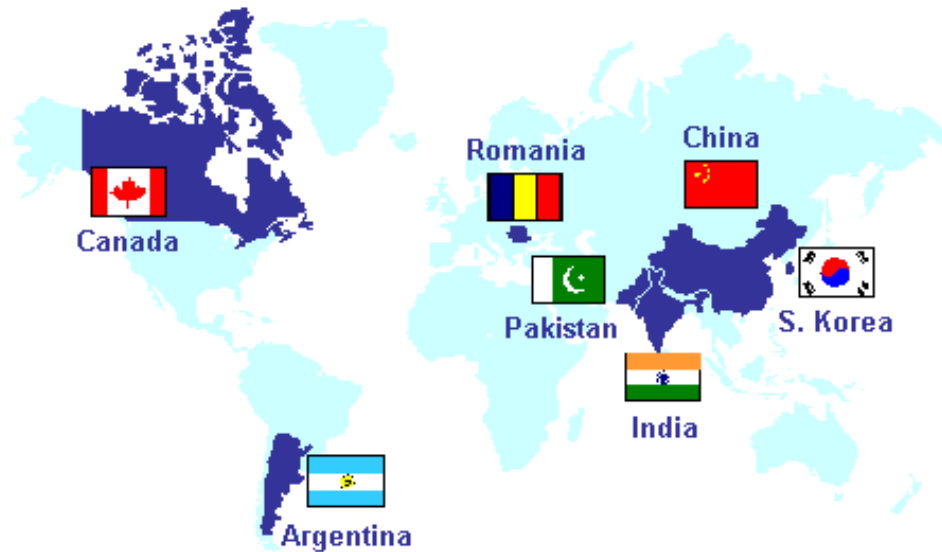 China
Romania
Canada
Pakistan
S. Korea
India
Argentina